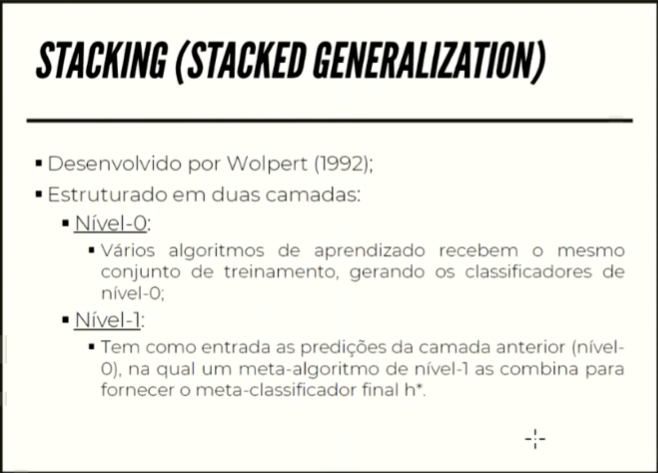 STACKING (STACKED GENERALIZATION)
▪ Desenvolvido por Wolpert (1992);
▪ Estruturado em duas camadas:
▪ Nível-0:
▪ Vários algoritmos de aprendizado recebem o mesmo
conjunto de treinamento, gerando os classificadores de
nível-0;
▪ Nível-1:
▪ Tem como entrada as predições da camada anterior (nível-
0), na qual um meta-algoritmo de nível-1 as combina para
fornecer o meta-classificador final h*.